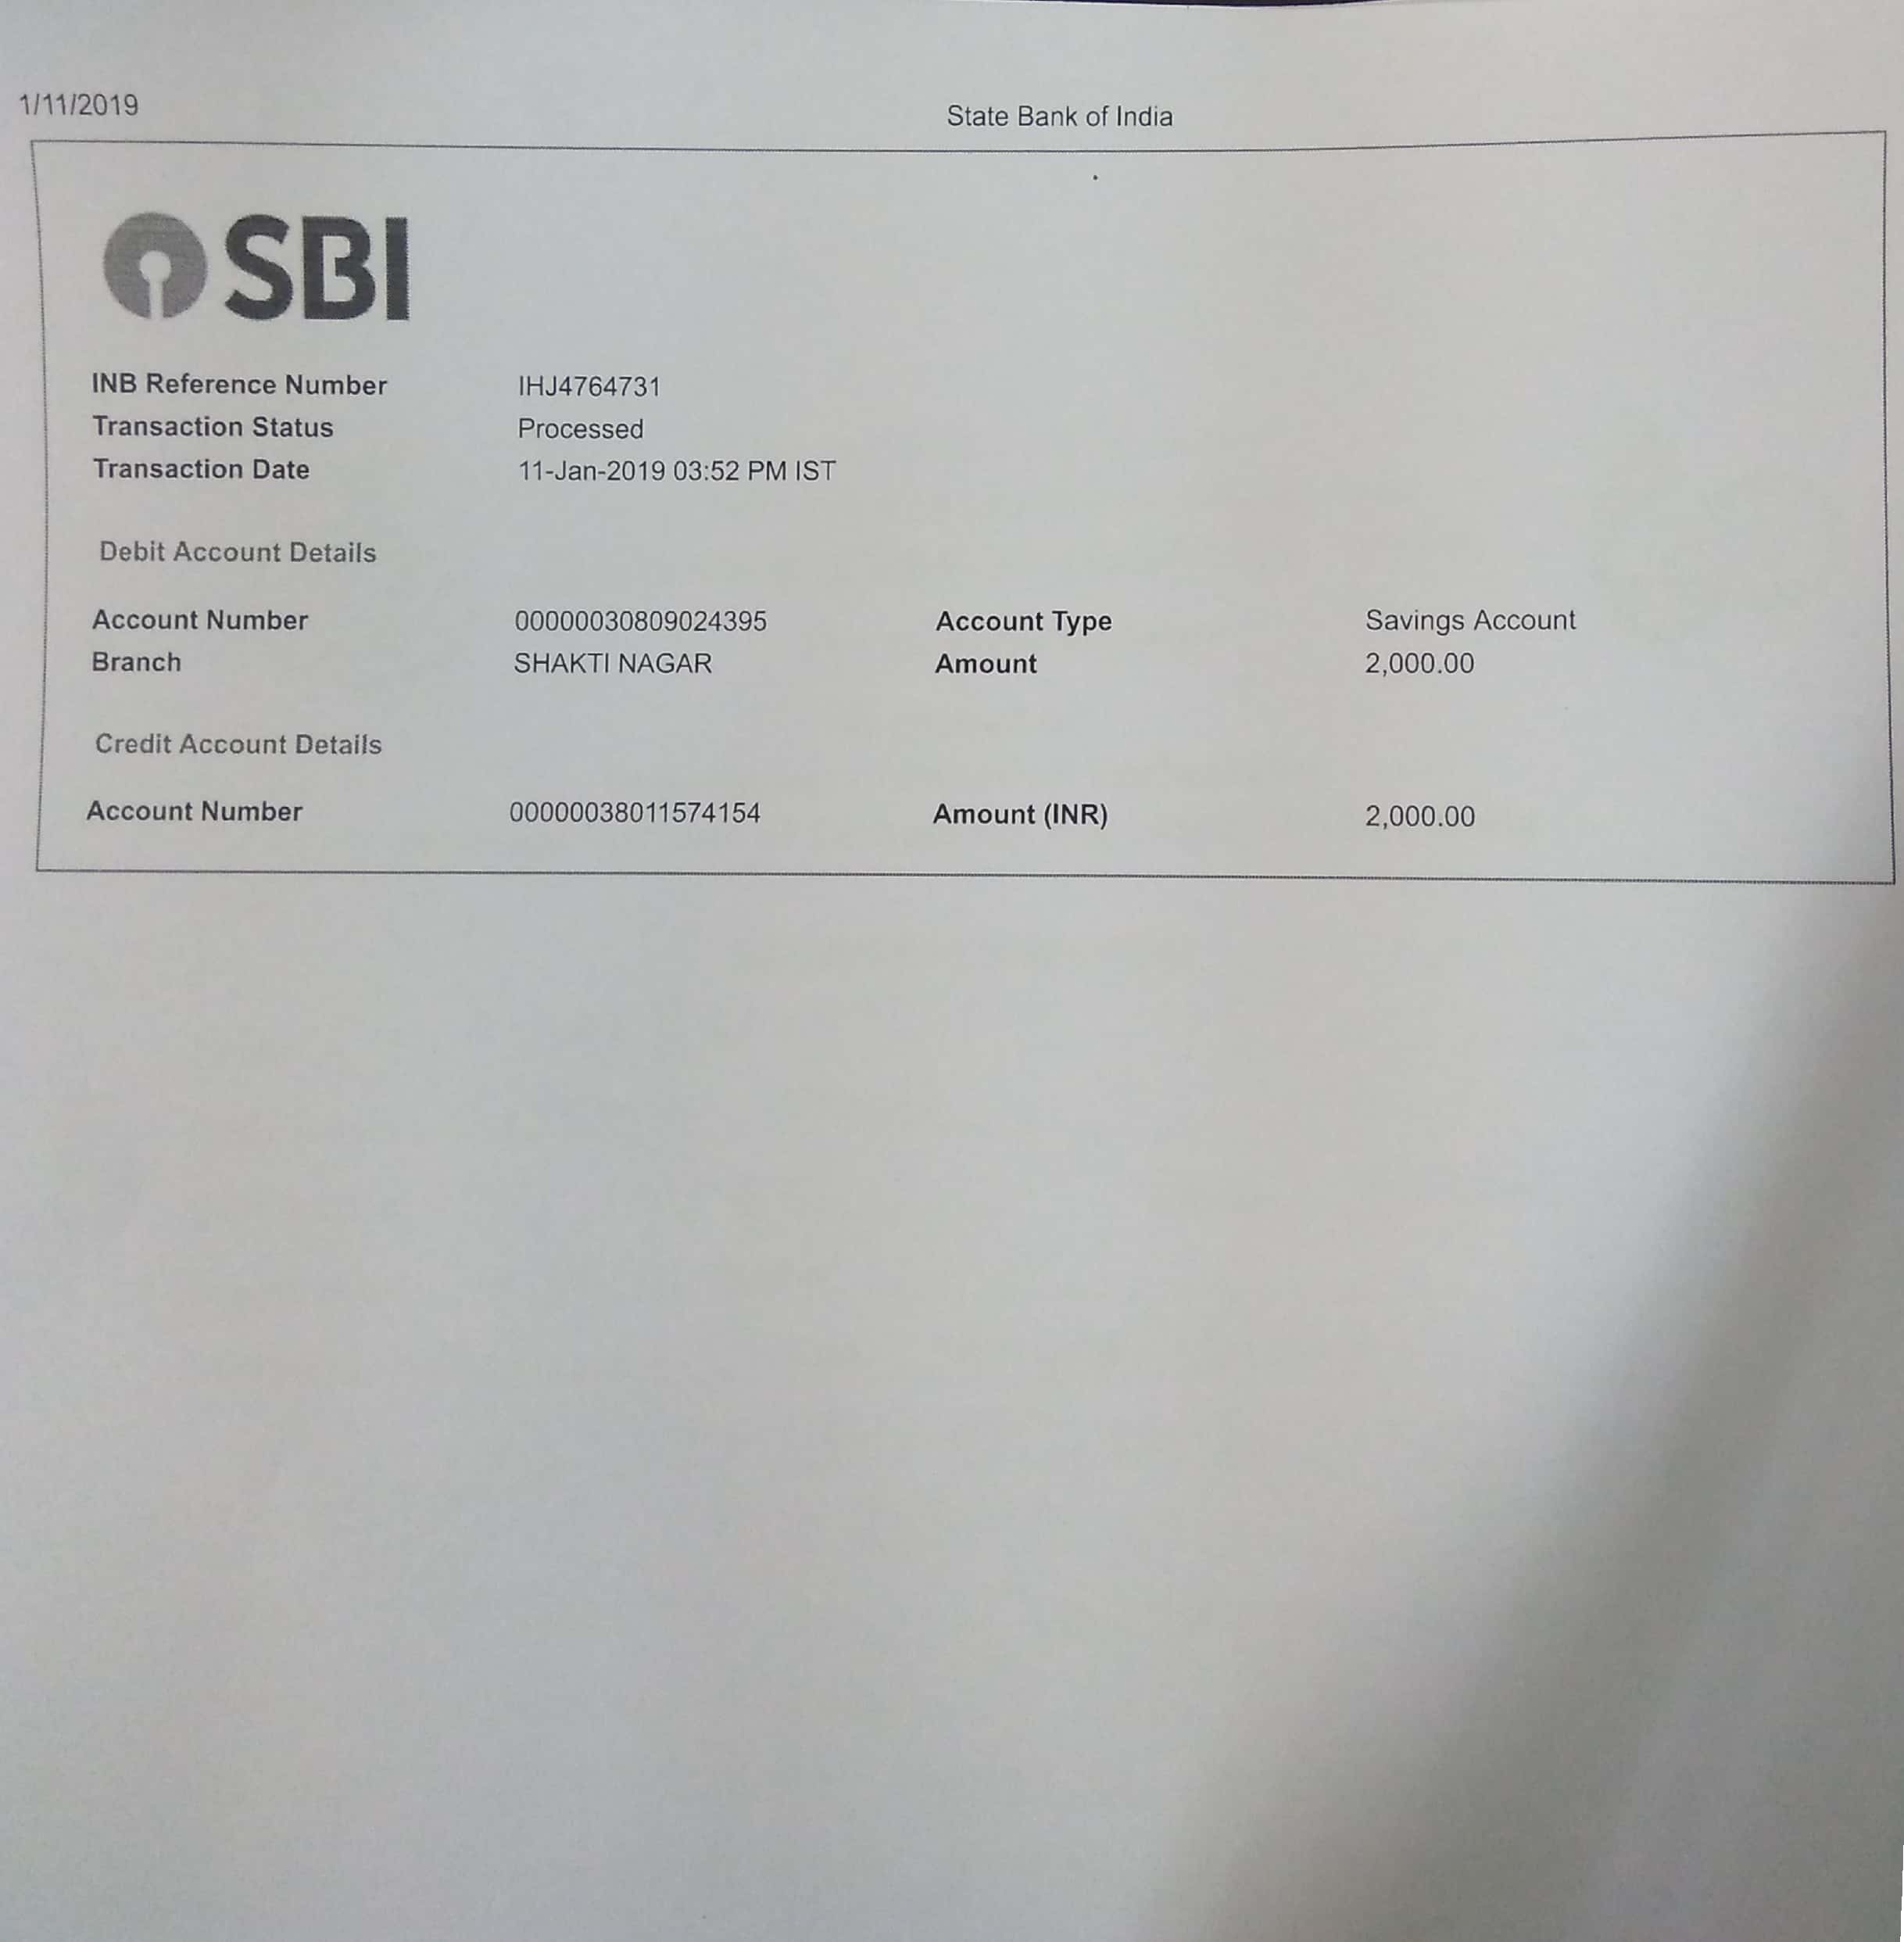 1/11/2019
State Bank of India
SBI
INB Reference Number IHJ4764731
Transaction Status Processed
Transaction Date 11-Jan-2019 03:52 PM IST
Debit Account Details
Account Number 00000030809024395 Account Type Savings Account
Branch SHAKTI NAGAR Amount 2,000.00
Credit Account Details
Account Number 00000038011574154 Amount (INR) 2,000.00